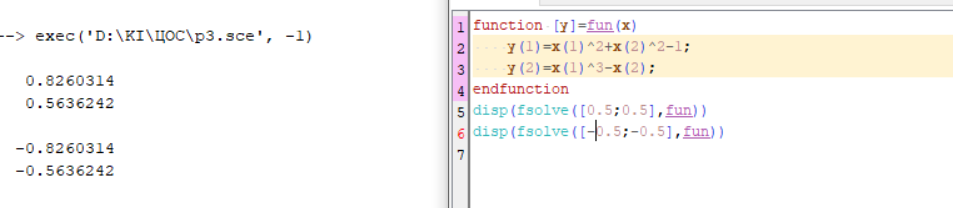 --> exec('D:\КІ\ЦОС\p3.sce', -1)
0.8260314
0.5636242
-0.8260314
-0.5636242
1 function [y]=fun(x)
2 y(1)=x(1)^2+x(2)^2-1;
3 y(2)=x(1)^3-x(2);
4 endfunction
5 disp(fsolve([0.5;0.5],fun))
6 disp(fsolve([-0.5;-0.5],fun))
7